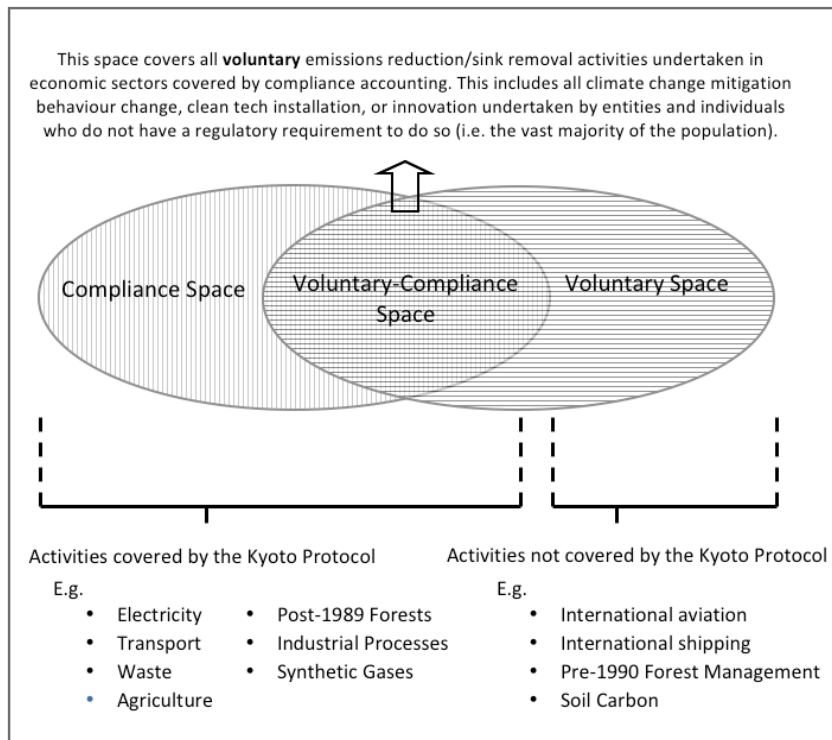 This space covers all voluntary emissions reduction/sink removal activities undertaken in
economic sectors covered by compliance accounting. This includes all climate change mitigation
behaviour change, clean tech installation, or innovation undertaken by entities and individuals
who do not have a regulatory requirement to do so (i.e. the vast majority of the population).
Compliance Space
Voluntary-Compliance
Space
Voluntary Space
Activities covered by the Kyoto Protocol
E.g.
• Electricity
• Transport
• Waste
• Agriculture
• Post-1989 Forests
• Industrial Processes
• Synthetic Gases
Activities not covered by the Kyoto Protocol
E.g.
• International aviation
• International shipping
• Pre-1990 Forest Management
• Soil Carbon